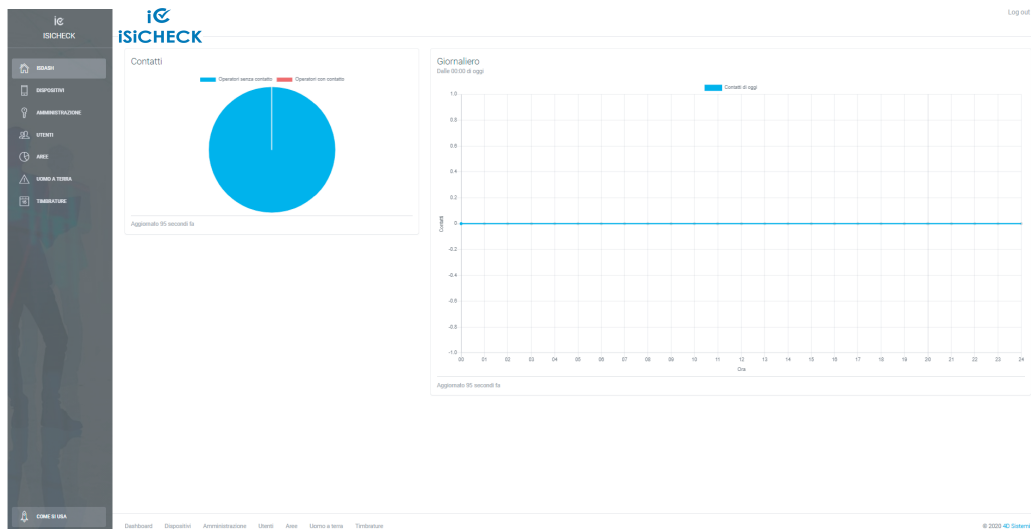 ic
ISICHECK
ISIDASH
DISPOSITIVI
AMMINISTRAZIONE
UTENTI
AREE
UOMO A TERRA
TIMBRATURE
COME SI USA
iC
iSiCHECK
Log out
Contatti
Operatori senza contatto Operatori con contatto
Aggiornato 95 secondi fa
Giornaliero
Dalle 00:00 di oggi
Contatti di oggi
1.0
0.8
0.6
0.4
0.2
0
-0.2
-0.4
-0.6
-0.8
-1.0
Contatti
00 01 02 03 04 05 06 07 08 09 10 11 12 13 14 15 16 17 18 19 20 21 22 23 24
Ora
Aggiornato 95 secondi fa
Dashboard Dispositivi Amministrazione Utenti Aree Uomo a terra Timbrature
© 2020 4D Sistemi